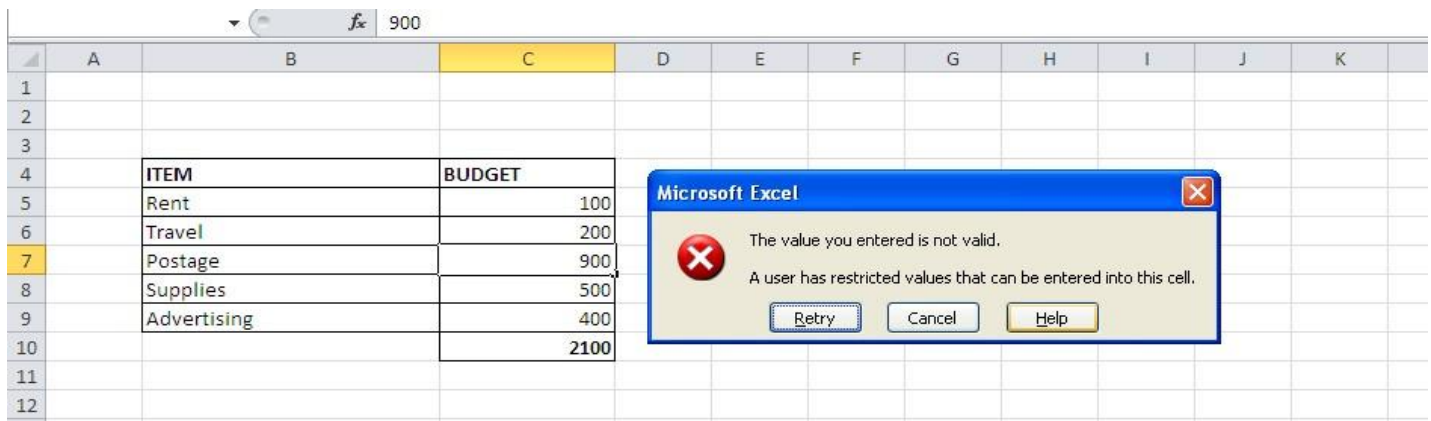 fx 900
A B C D E F G H I J K
1
2
3
4 ITEM BUDGET
5 Rent 100
6 Travel 200
7 Postage 900
8 Supplies 500
9 Advertising 400
10 2100
11
12
Microsoft Excel
The value you entered is not valid.
A user has restricted values that can be entered into this cell.
Retry Cancel Help